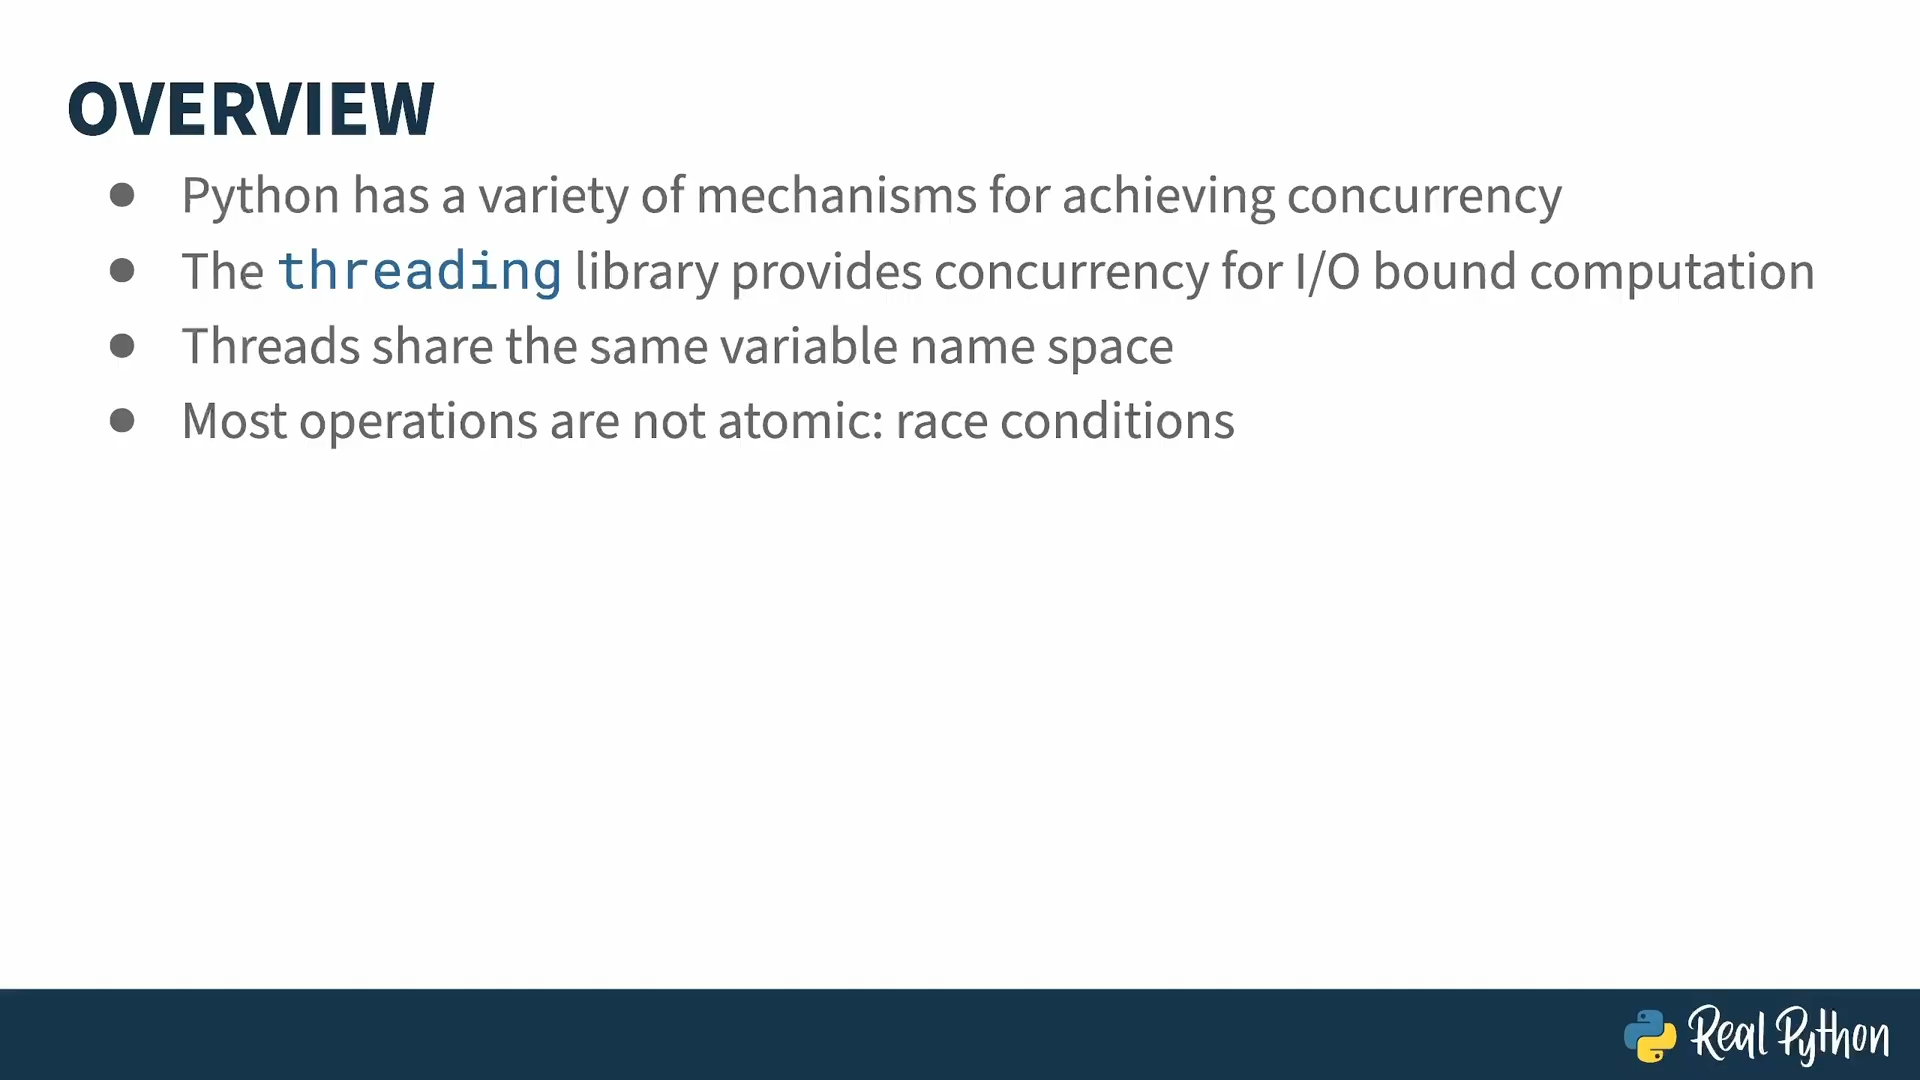 OVERVIEW
● Python has a variety of mechanisms for achieving concurrency
● The threading library provides concurrency for I/O bound computation
● Threads share the same variable name space
● Most operations are not atomic: race conditions
Real Python